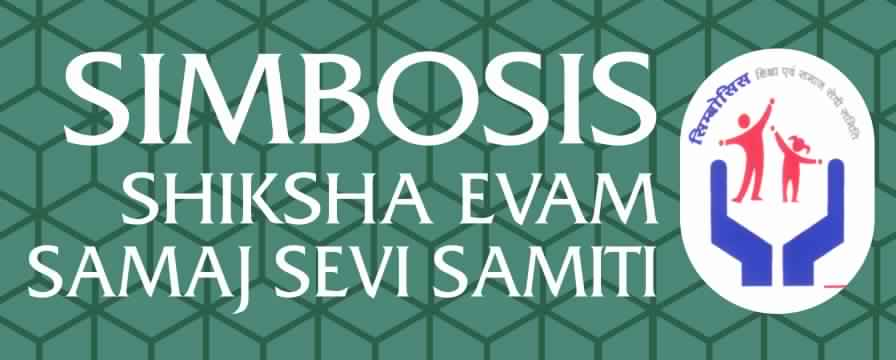 SIMBOSIS
SHIKSHA EVAM
SAMAJ SEVI SAMITI
सिम्बोसिस शिक्षा एवं समाज सेवी समिति